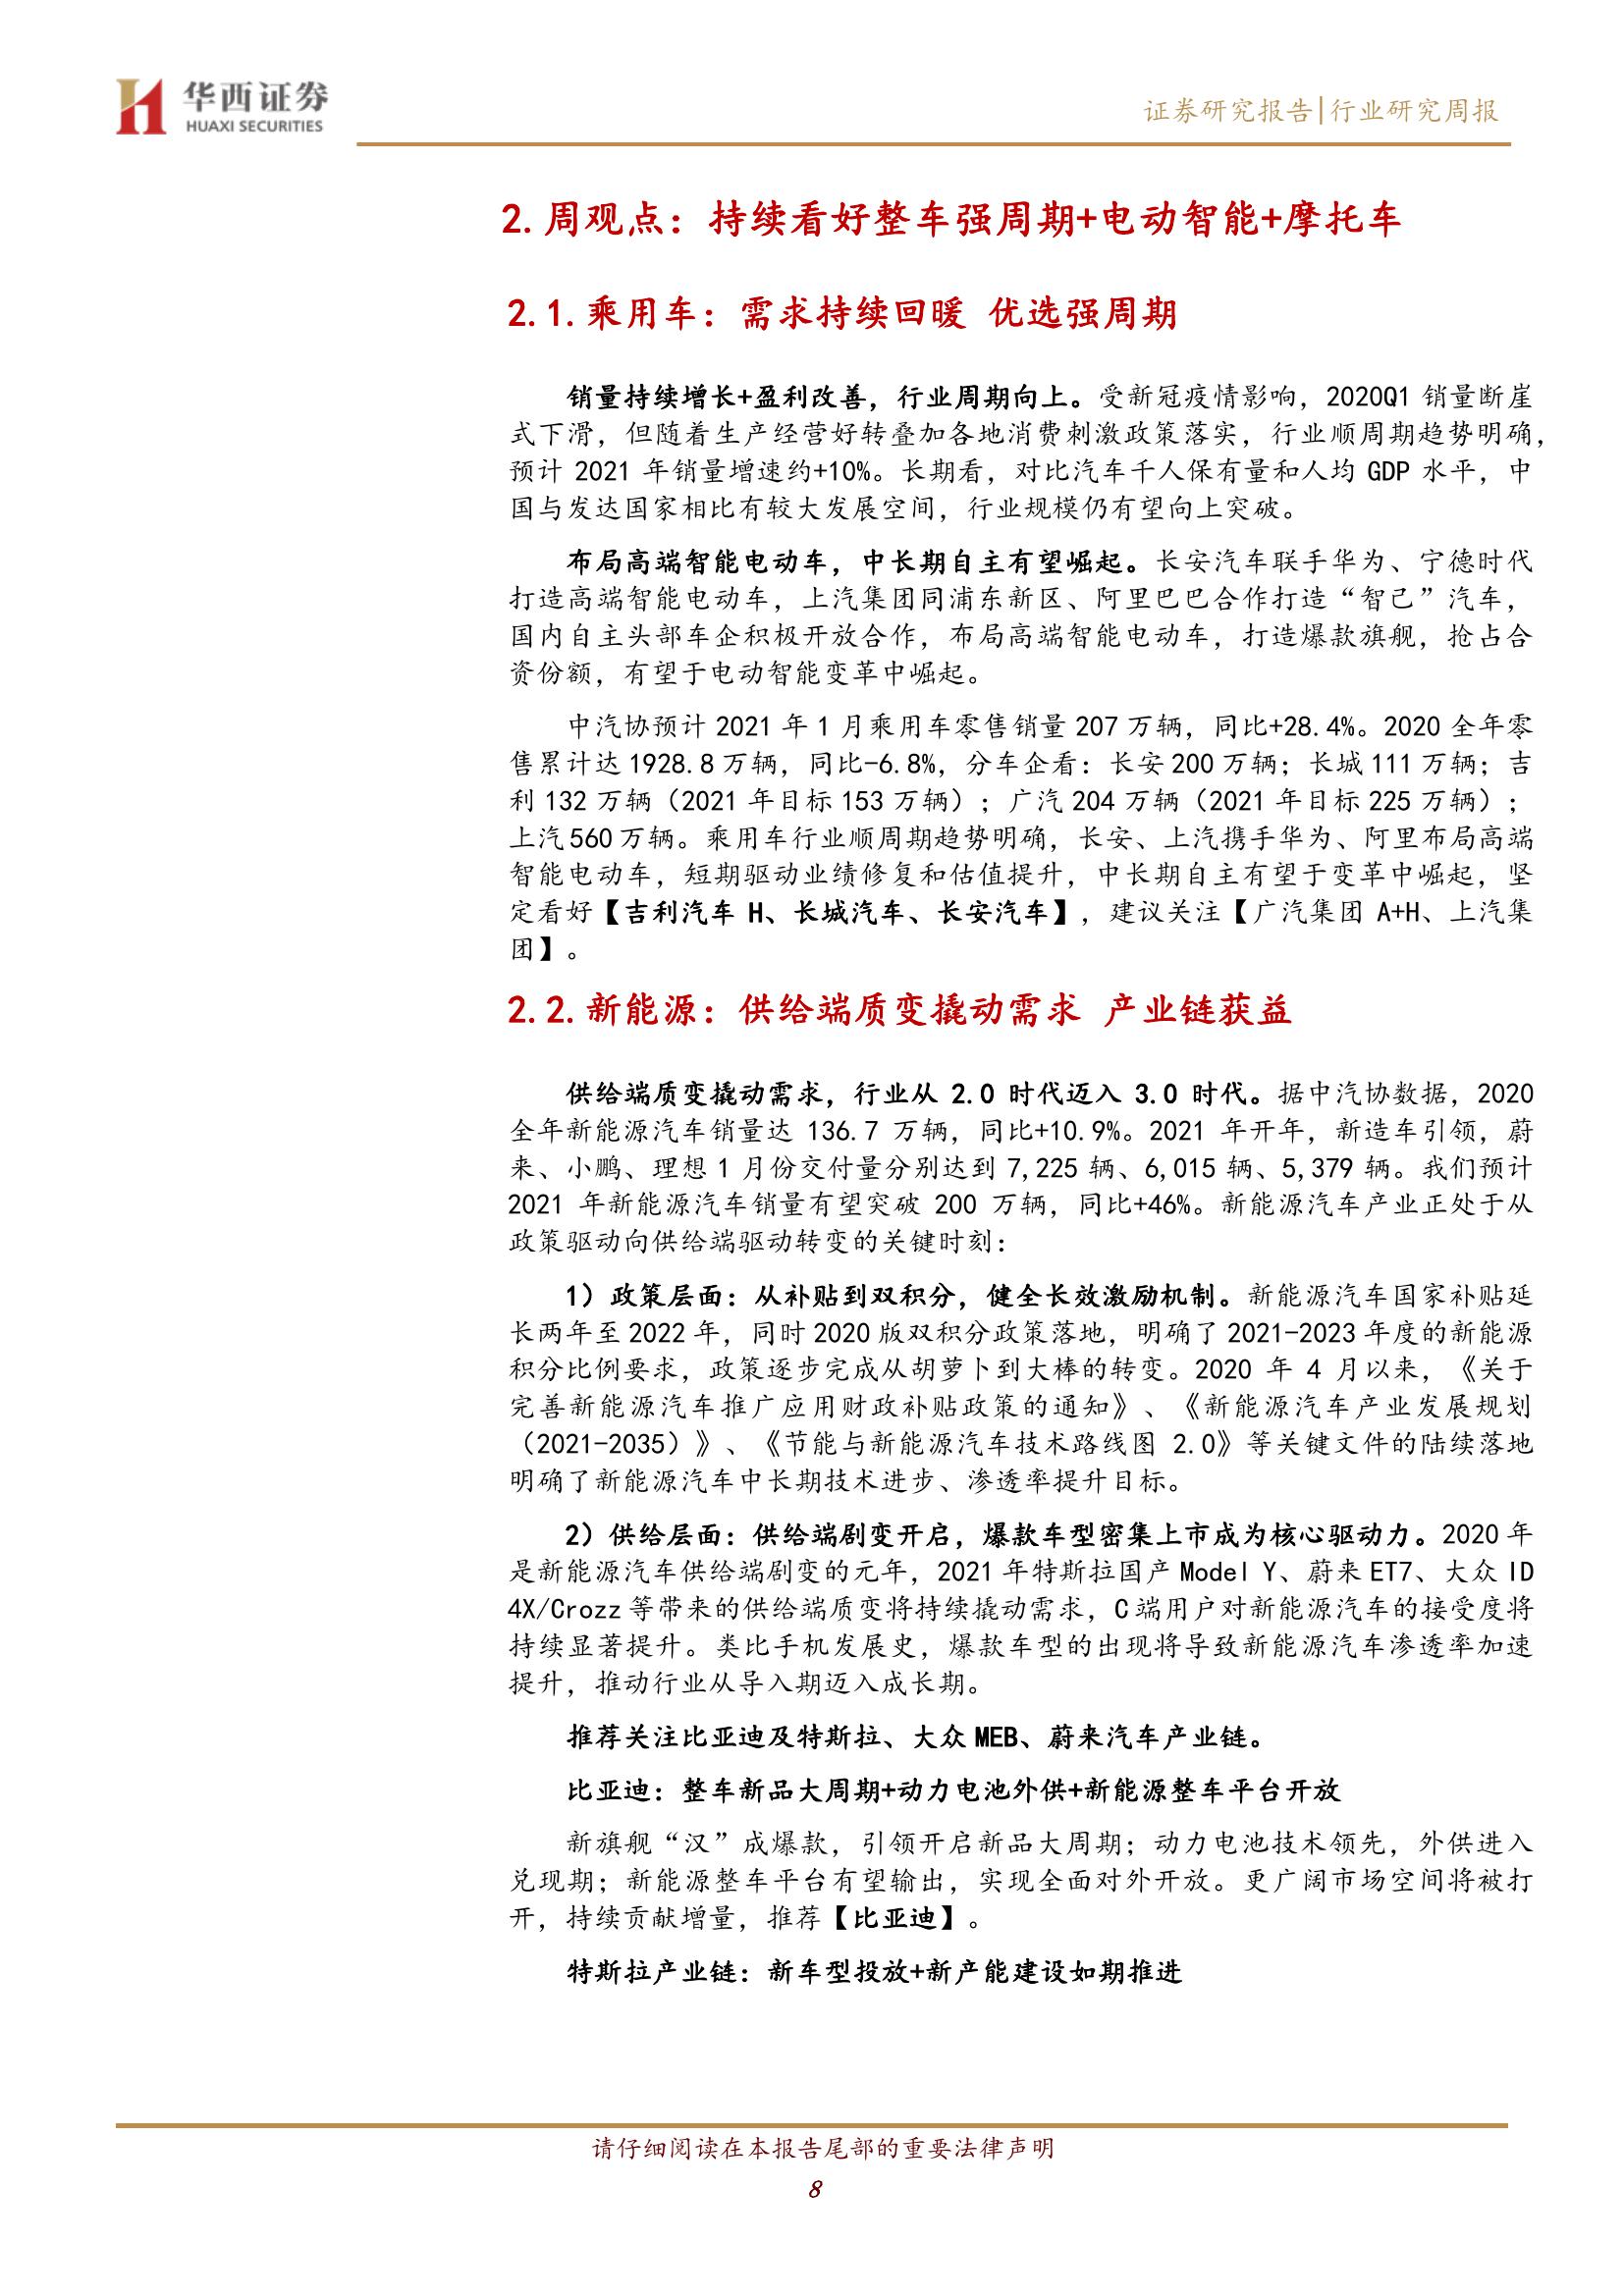 华西证券
HUAXI SECURITIES
证券研究报告|行业研究周报
2.周观点：持续看好整车强周期+电动智能+摩托车
2.1.乘用车：需求持续回暖 优选强周期
销量持续增长+盈利改善，行业周期向上。受新冠疫情影响，2020Q1 销量断崖
式下滑，但随着生产经营好转叠加各地消费刺激政策落实，行业顺周期趋势明确，
预计 2021 年销量增速约+10%。长期看，对比汽车千人保有量和人均 GDP 水平，中
国与发达国家相比有较大发展空间，行业规模仍有望向上突破。
布局高端智能电动车，中长期自主有望崛起。长安汽车联手华为、宁德时代
打造高端智能电动车，上汽集团同浦东新区、阿里巴巴合作打造“智己”汽车，
国内自主头部车企积极开放合作，布局高端智能电动车，打造爆款旗舰，抢占合
资份额，有望于电动智能变革中崛起。
中汽协预计 2021 年 1 月乘用车零售销量 207 万辆，同比+28.4%。2020 全年零
售累计达 1928.8 万辆，同比-6.8%，分车企看：长安 200 万辆；长城 111 万辆；吉
利 132 万辆（2021 年目标 153 万辆）；广汽 204 万辆（2021 年目标 225 万辆）；
上汽 560 万辆。乘用车行业顺周期趋势明确，长安、上汽携手华为、阿里布局高端
智能电动车，短期驱动业绩修复和估值提升，中长期自主有望于变革中崛起，坚
定看好【吉利汽车 H、长城汽车、长安汽车】，建议关注【广汽集团 A+H、上汽集
团】。
2.2.新能源：供给端质变撬动需求 产业链获益
供给端质变撬动需求，行业从 2.0 时代迈入 3.0 时代。据中汽协数据，2020
全年新能源汽车销量达 136.7 万辆，同比+10.9%。2021 年开年，新造车引领，蔚
来、小鹏、理想 1 月份交付量分别达到 7,225 辆、6,015 辆、5,379 辆。我们预计
2021 年新能源汽车销量有望突破 200 万辆，同比+46%。新能源汽车产业正处于从
政策驱动向供给端驱动转变的关键时刻：
1）政策层面：从补贴到双积分，健全长效激励机制。新能源汽车国家补贴延
长两年至 2022 年，同时 2020 版双积分政策落地，明确了 2021-2023 年度的新能源
积分比例要求，政策逐步完成从胡萝卜到大棒的转变。2020 年 4 月以来，《关于
完善新能源汽车推广应用财政补贴政策的通知》、《新能源汽车产业发展规划
（2021-2035）》、《节能与新能源汽车技术路线图 2.0》等关键文件的陆续落地
明确了新能源汽车中长期技术进步、渗透率提升目标。
2）供给层面：供给端剧变开启，爆款车型密集上市成为核心驱动力。2020 年
是新能源汽车供给端剧变的元年，2021 年特斯拉国产 Model Y、蔚来 ET7、大众 ID
4X/Crozz 等带来的供给端质变将持续撬动需求，C 端用户对新能源汽车的接受度将
持续显著提升。类比手机发展史，爆款车型的出现将导致新能源汽车渗透率加速
提升，推动行业从导入期迈入成长期。
推荐关注比亚迪及特斯拉、大众 MEB、蔚来汽车产业链。
比亚迪：整车新品大周期+动力电池外供+新能源整车平台开放
新旗舰“汉”成爆款，引领开启新品大周期；动力电池技术领先，外供进入
兑现期；新能源整车平台有望输出，实现全面对外开放。更广阔市场空间将被打
开，持续贡献增量，推荐【比亚迪】。
特斯拉产业链：新车型投放+新产能建设如期推进
请仔细阅读在本报告尾部的重要法律声明
8